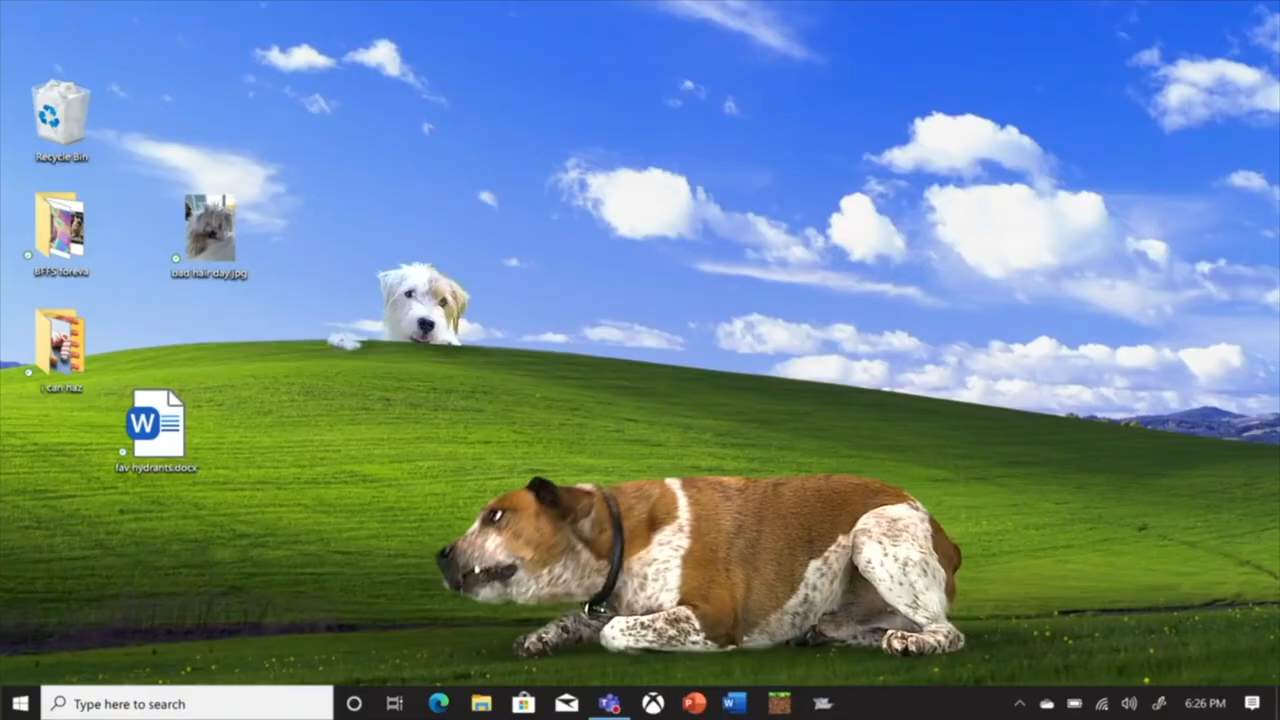 Recycle Bin
BFFS foreva
bad hair day.jpg
i can haz
W
fav hydrants.docx
Type here to search
P
W
6:26 PM